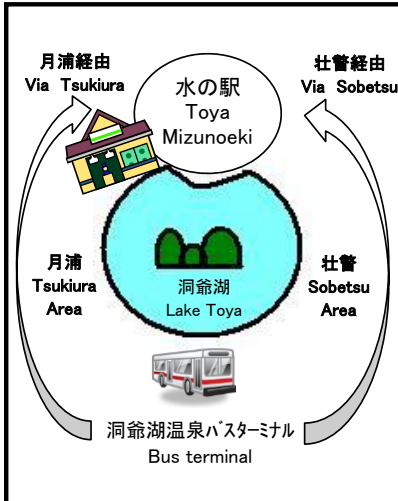 月浦経由
Via Tsukiura
壮瞥経由
Via Sobetsu
水の駅
Toya
Mizunoeki
月浦
Tsukiura
Area
洞爺湖
Lake Toya
壮瞥
Sobetsu
Area
洞爺湖温泉ﾊﾞｽﾀｰﾐﾅﾙ
Bus terminal